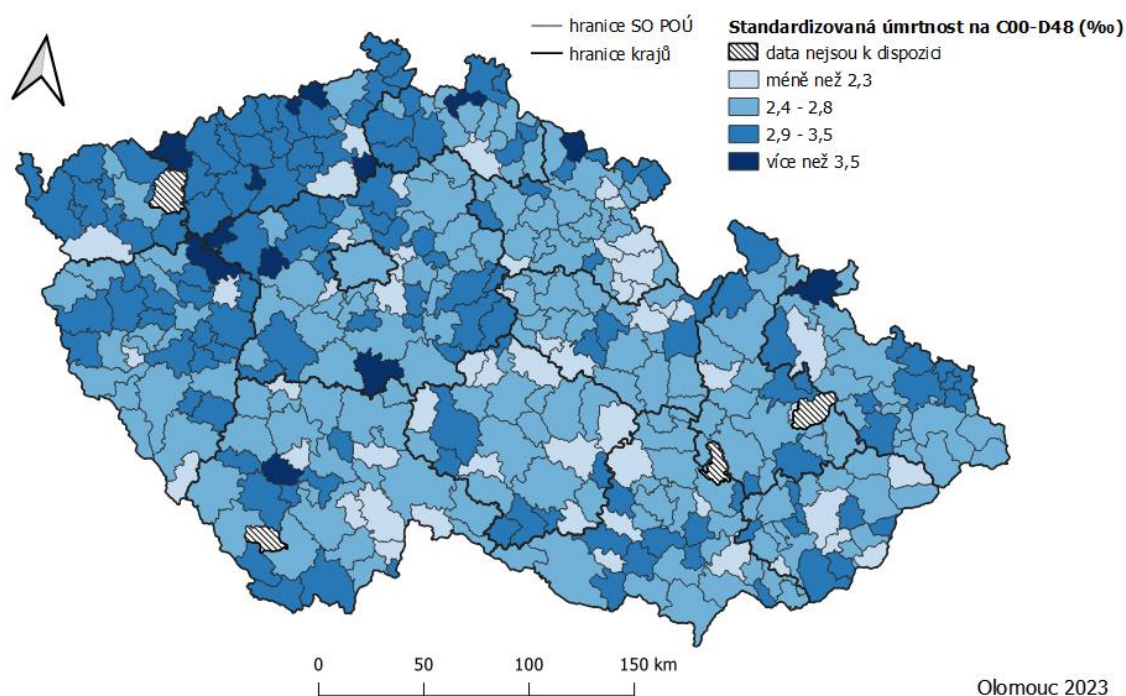 hranice SO POÚ
hranice krajů
Standardizovaná úmrtnost na C00-D48 (‰)
data nejsou k dispozici
méně než 2,3
2,4 - 2,8
2,9 - 3,5
více než 3,5
0 50 100 150 km
Olomouc 2023